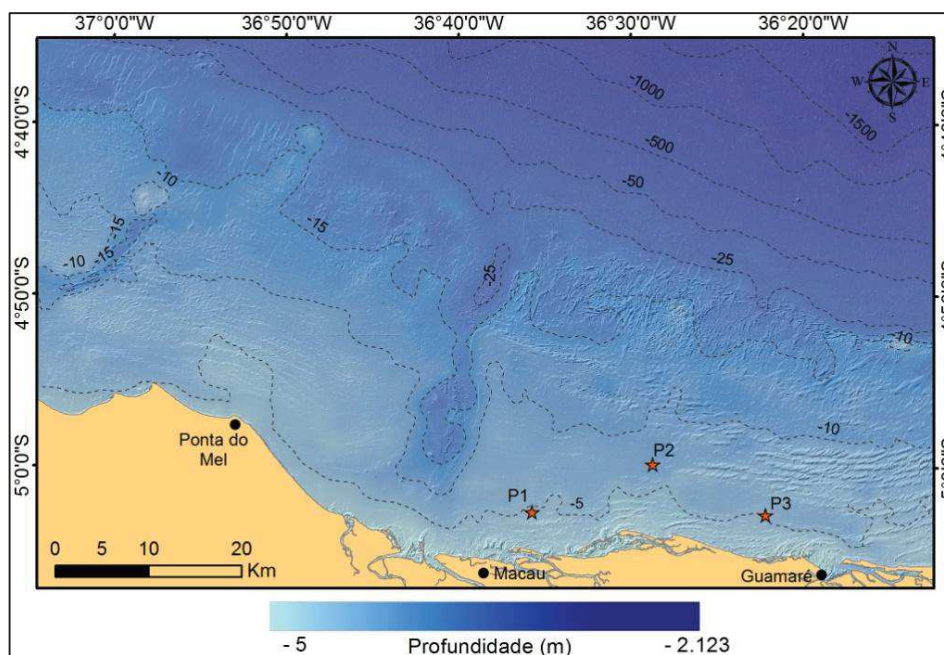 37°0'0"W 36°50'0"W 36°40'0"W 36°30'0"W 36°20'0"W
N
W E
S
4°40'0"S
4°50'0"S
5°0'0"S
-1000
-1500
-500
-50
-10
-15
-15
-10
-15
-25
-25
-10
-10
Ponta do
Mel
P2
P1
-5
P3
0 5 10 20
Km
Macau
Guamaré
- 5 Profundidade (m) - 2.123